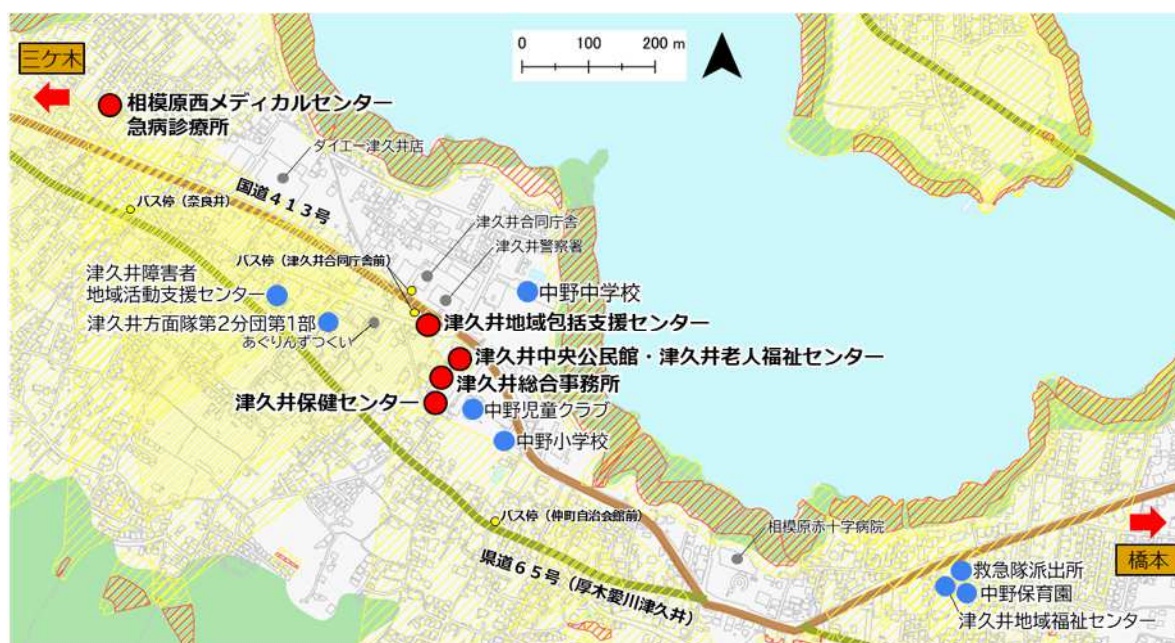 0 100 200 m
三ケ木
相模原西メディカルセンター
急病診療所
ダイエー津久井店
国道413号
バス停（奈良井）
津久井合同庁舎
津久井警察署
バス停（津久井合同庁舎前）
津久井障害者
地域活動支援センター
中野中学校
津久井方面隊第2分団第1部
津久井地域包括支援センター
あぐりんずつくい
津久井中央公民館・津久井老人福祉センター
津久井総合事務所
津久井保健センター
中野児童クラブ
中野小学校
バス停（仲町自治会館前）
相模原赤十字病院
県道65号（厚木愛川津久井）
橋本
救急隊派出所
中野保育園
津久井地域福祉センター